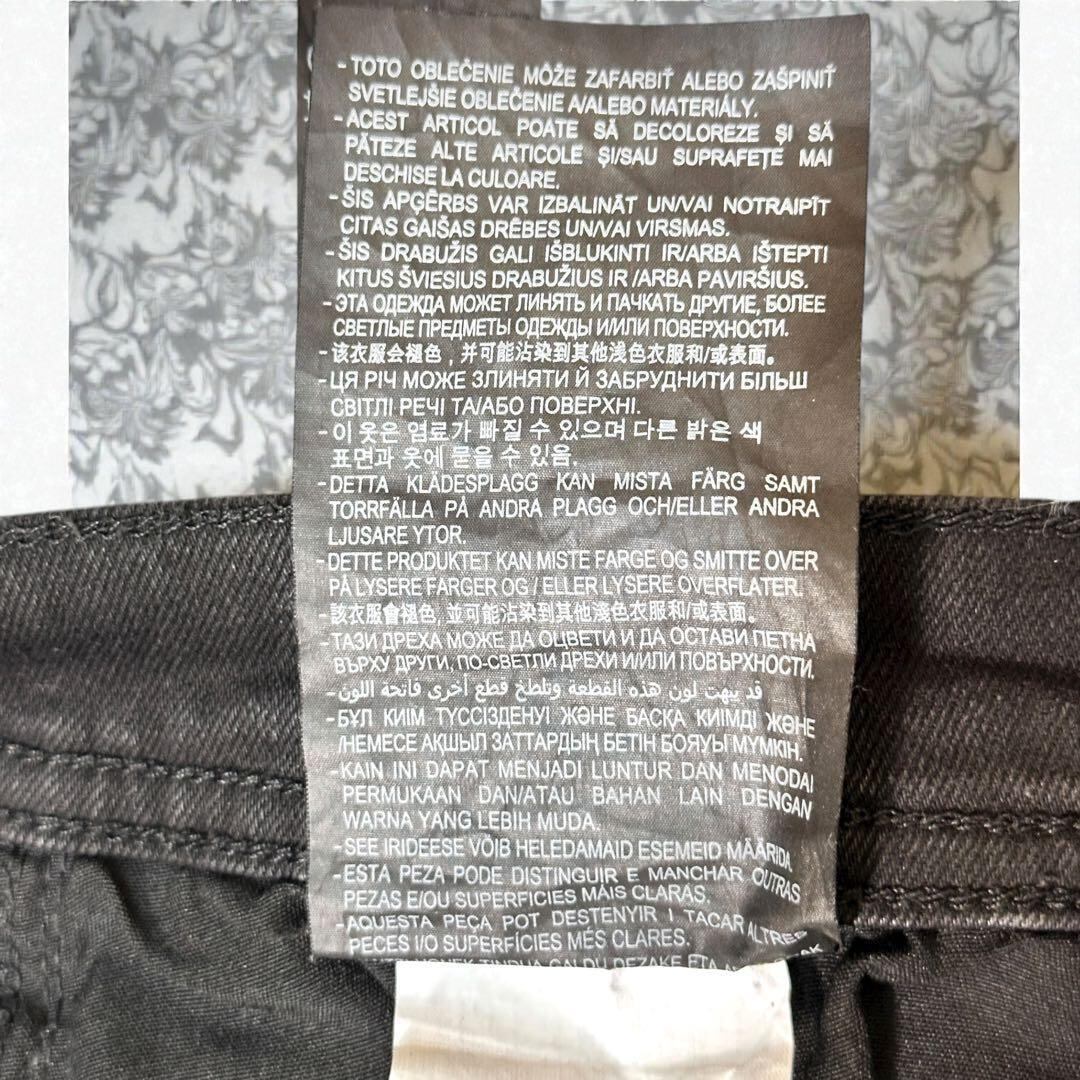 - TOTO OBLEČENIE MÔŽE ZAFARBIŤ ALEBO ZAŠPINIŤ
SVETLEJŠIE OBLEČENIE A/ALEBO MATERIÁLY.
- ACEST ARTICOL POATE SĂ DECOLOREZE ȘI SĂ
PĂTEZE ALTE ARTICOLE ȘI/SAU SUPRAFEȚE MAI
DESCHISE LA CULOARE.
- ŠIS APĢĒRBS VAR IZBALINĀT UN/VAI NOTRAIPĪT
CITAS GAIŠAS DRĒBES UN/VAI VIRSMAS.
- ŠIS DRABUŽIS GALI IŠBLUKINTI IR/ARBA IŠTEPTI
KITUS ŠVIESIUS DRABUŽIUS IR /ARBA PAVIRŠIUS.
- ЭТА ОДЕЖДА МОЖЕТ ЛИНЯТЬ И ПАЧКАТЬ ДРУГИЕ, БОЛЕЕ
СВЕТЛЫЕ ПРЕДМЕТЫ ОДЕЖДЫ И/ИЛИ ПОВЕРХНОСТИ.
- 该衣服会褪色，并可能沾染到其他浅色衣服和/或表面。
- ЦЯ РІЧ МОЖЕ ЗЛИНЯТИ Й ЗАБРУДНИТИ БІЛЬШ
СВІТЛІ РЕЧІ ТА/АБО ПОВЕРХНІ.
- 이 옷은 염료가 빠질 수 있으며 다른 밝은 색
표면과 옷에 묻을 수 있음.
- DETTA KLÄDESPLAGG KAN MISTA FÄRG SAMT
TORRFÄLLA PÅ ANDRA PLAGG OCH/ELLER ANDRA
LJUSARE YTOR.
- DETTE PRODUKTET KAN MISTE FARGE OG SMITTE OVER
PÅ LYSERE FARGER OG / ELLER LYSERE OVERFLATER.
- 該衣服會褪色, 並可能沾染到其他淺色衣服和/或表面。
- ТАЗИ ДРЕХА МОЖЕ ДА ОЦВЕТИ И ДА ОСТАВИ ПЕТНА
ВЪРХУ ДРУГИ, ПО-СВЕТЛИ ДРЕХИ И/ИЛИ ПОВЪРХНОСТИ.
- قد يبهت لون هذه القطعة وتلطخ قطع أخرى فاتحة اللون
- БҰЛ КИІМ ТҮССІЗДЕНУІ ЖӘНЕ БАСҚА КИІМДІ ЖӘНЕ
/НЕМЕСЕ АҚШЫЛ ЗАТТАРДЫҢ БЕТІН БОЯУЫ МҮМКІН.
- KAIN INI DAPAT MENJADI LUNTUR DAN MENODAI
PERMUKAAN DAN/ATAU BAHAN LAIN DENGAN
WARNA YANG LEBIH MUDA.
- SEE IRIDEESE VÕIB HELEDAMAID ESEMEID MÄÄRIDA
- ESTA PEZA PODE DISTINGUIR E MANCHAR OUTRAS
PEZAS E/OU SUPERFICIES MÁIS CLARAS.
- AQUESTA PEÇA POT DESTENYIR I TACAR ALTRES
PECES I/O SUPERFÍCIES MÉS CLARES.
TINDUA GALDU DEZAKE ETA